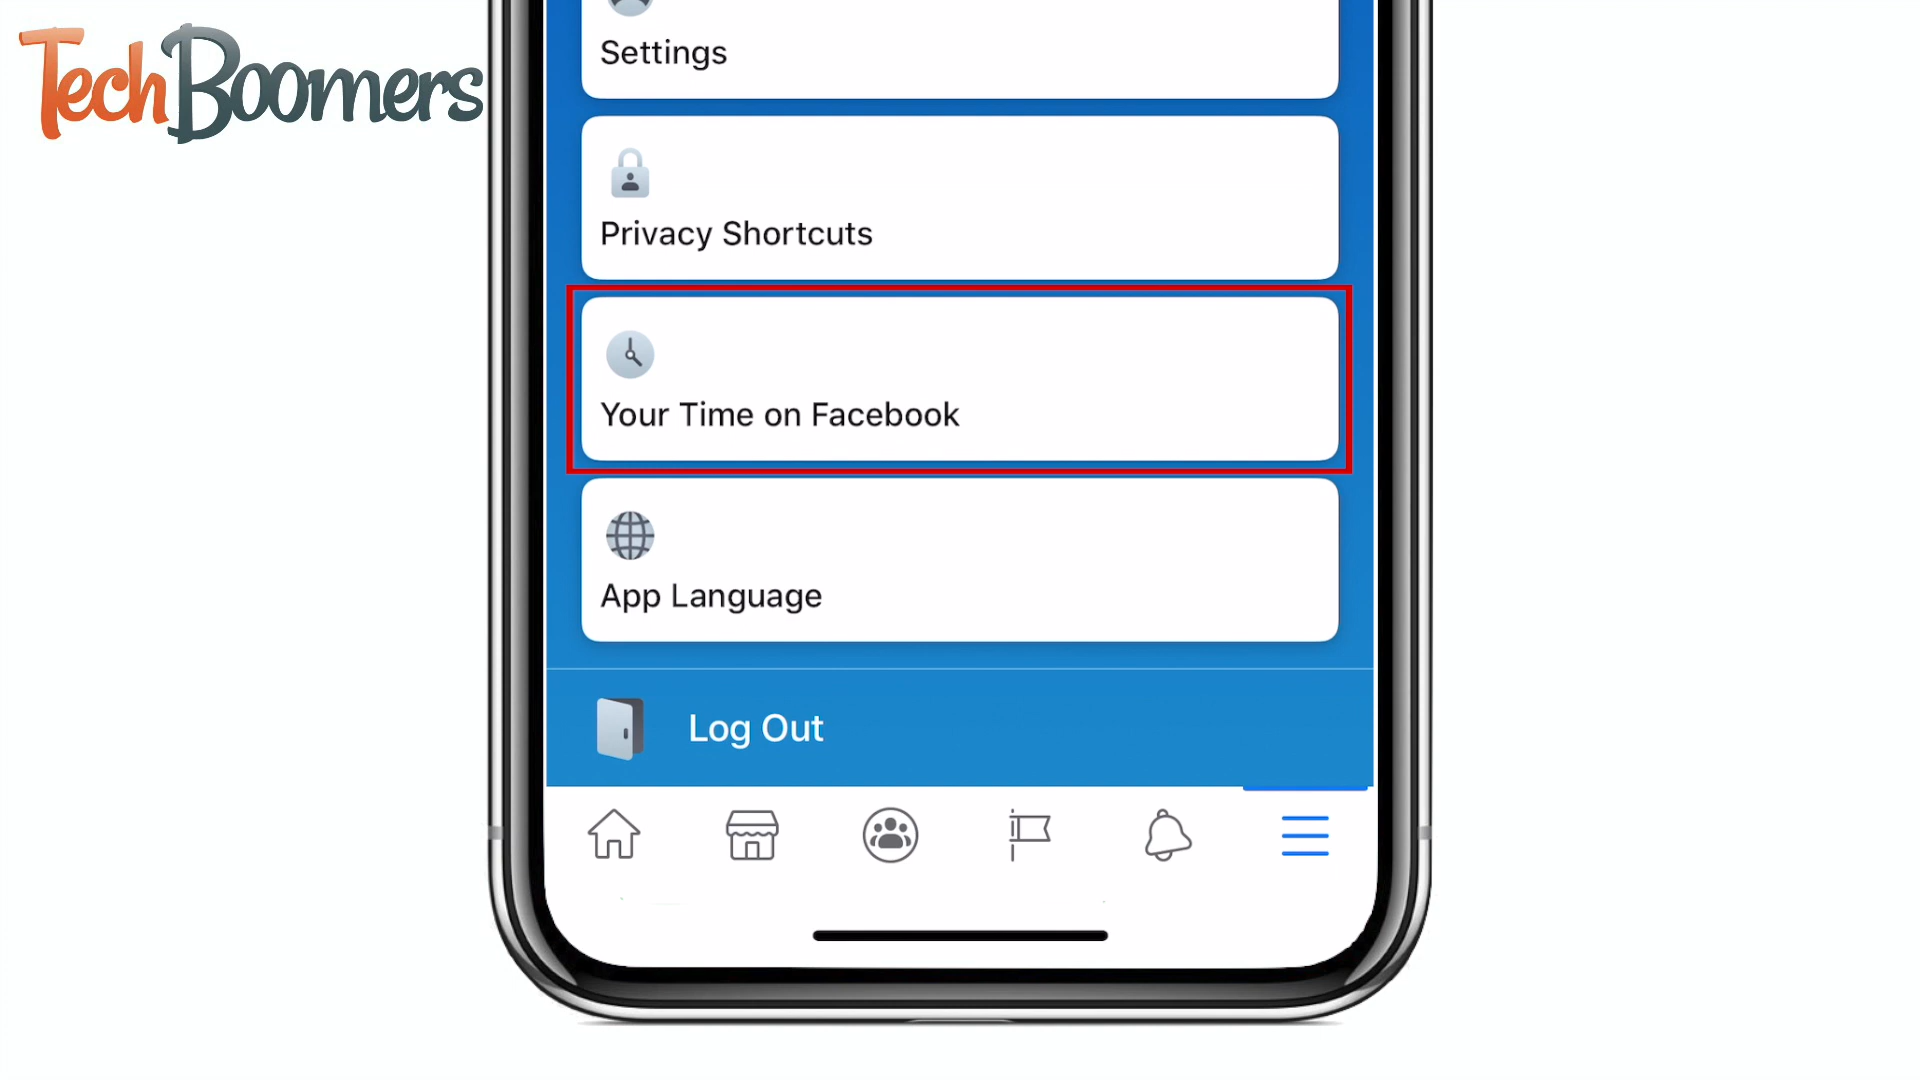 TechBoomers
Settings
Privacy Shortcuts
Your Time on Facebook
App Language
Log Out